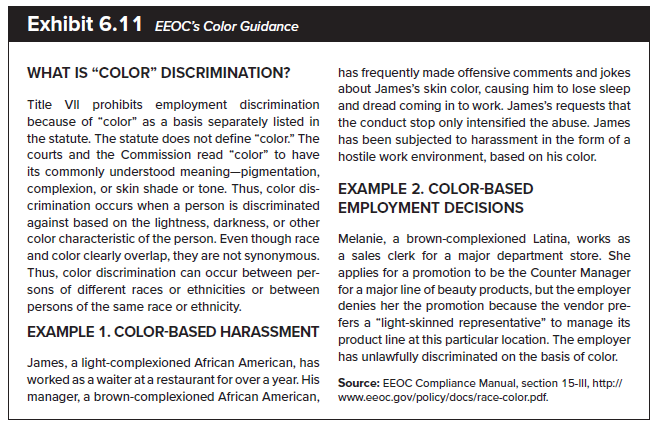 Exhibit 6.11 EEOC's Color Guidance
WHAT IS “COLOR” DISCRIMINATION?
Title VII prohibits employment discrimination
because of “color” as a basis separately listed in
the statute. The statute does not define “color.” The
courts and the Commission read “color” to have
its commonly understood meaning—pigmentation,
complexion, or skin shade or tone. Thus, color dis-
crimination occurs when a person is discriminated
against based on the lightness, darkness, or other
color characteristic of the person. Even though race
and color clearly overlap, they are not synonymous.
Thus, color discrimination can occur between per-
sons of different races or ethnicities or between
persons of the same race or ethnicity.
EXAMPLE 1. COLOR-BASED HARASSMENT
James, a light-complexioned African American, has
worked as a waiter at a restaurant for over a year. His
manager, a brown-complexioned African American,
has frequently made offensive comments and jokes
about James's skin color, causing him to lose sleep
and dread coming in to work. James's requests that
the conduct stop only intensified the abuse. James
has been subjected to harassment in the form of a
hostile work environment, based on his color.
EXAMPLE 2. COLOR-BASED
EMPLOYMENT DECISIONS
Melanie, a brown-complexioned Latina, works as
a sales clerk for a major department store. She
applies for a promotion to be the Counter Manager
for a major line of beauty products, but the employer
denies her the promotion because the vendor pre-
fers a “light-skinned representative” to manage its
product line at this particular location. The employer
has unlawfully discriminated on the basis of color.
Source: EEOC Compliance Manual, section 15-III, http://
www.eeoc.gov/policy/docs/race-color.pdf.